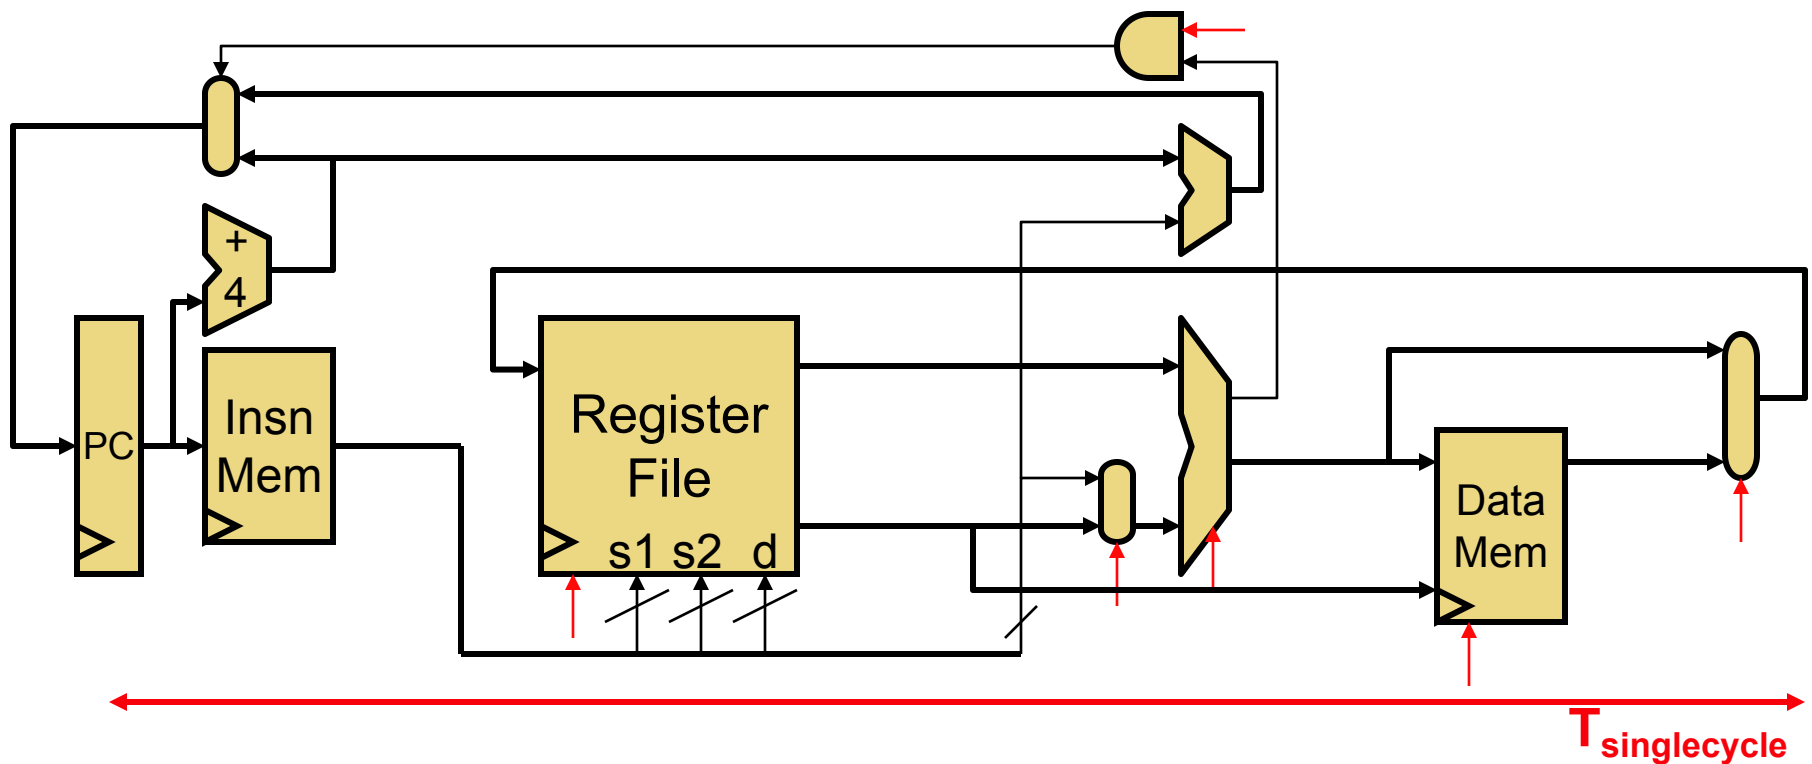 +
4
PC
Insn
Mem
Register
File
s1 s2 d
Data
Mem
Tsinglecycle